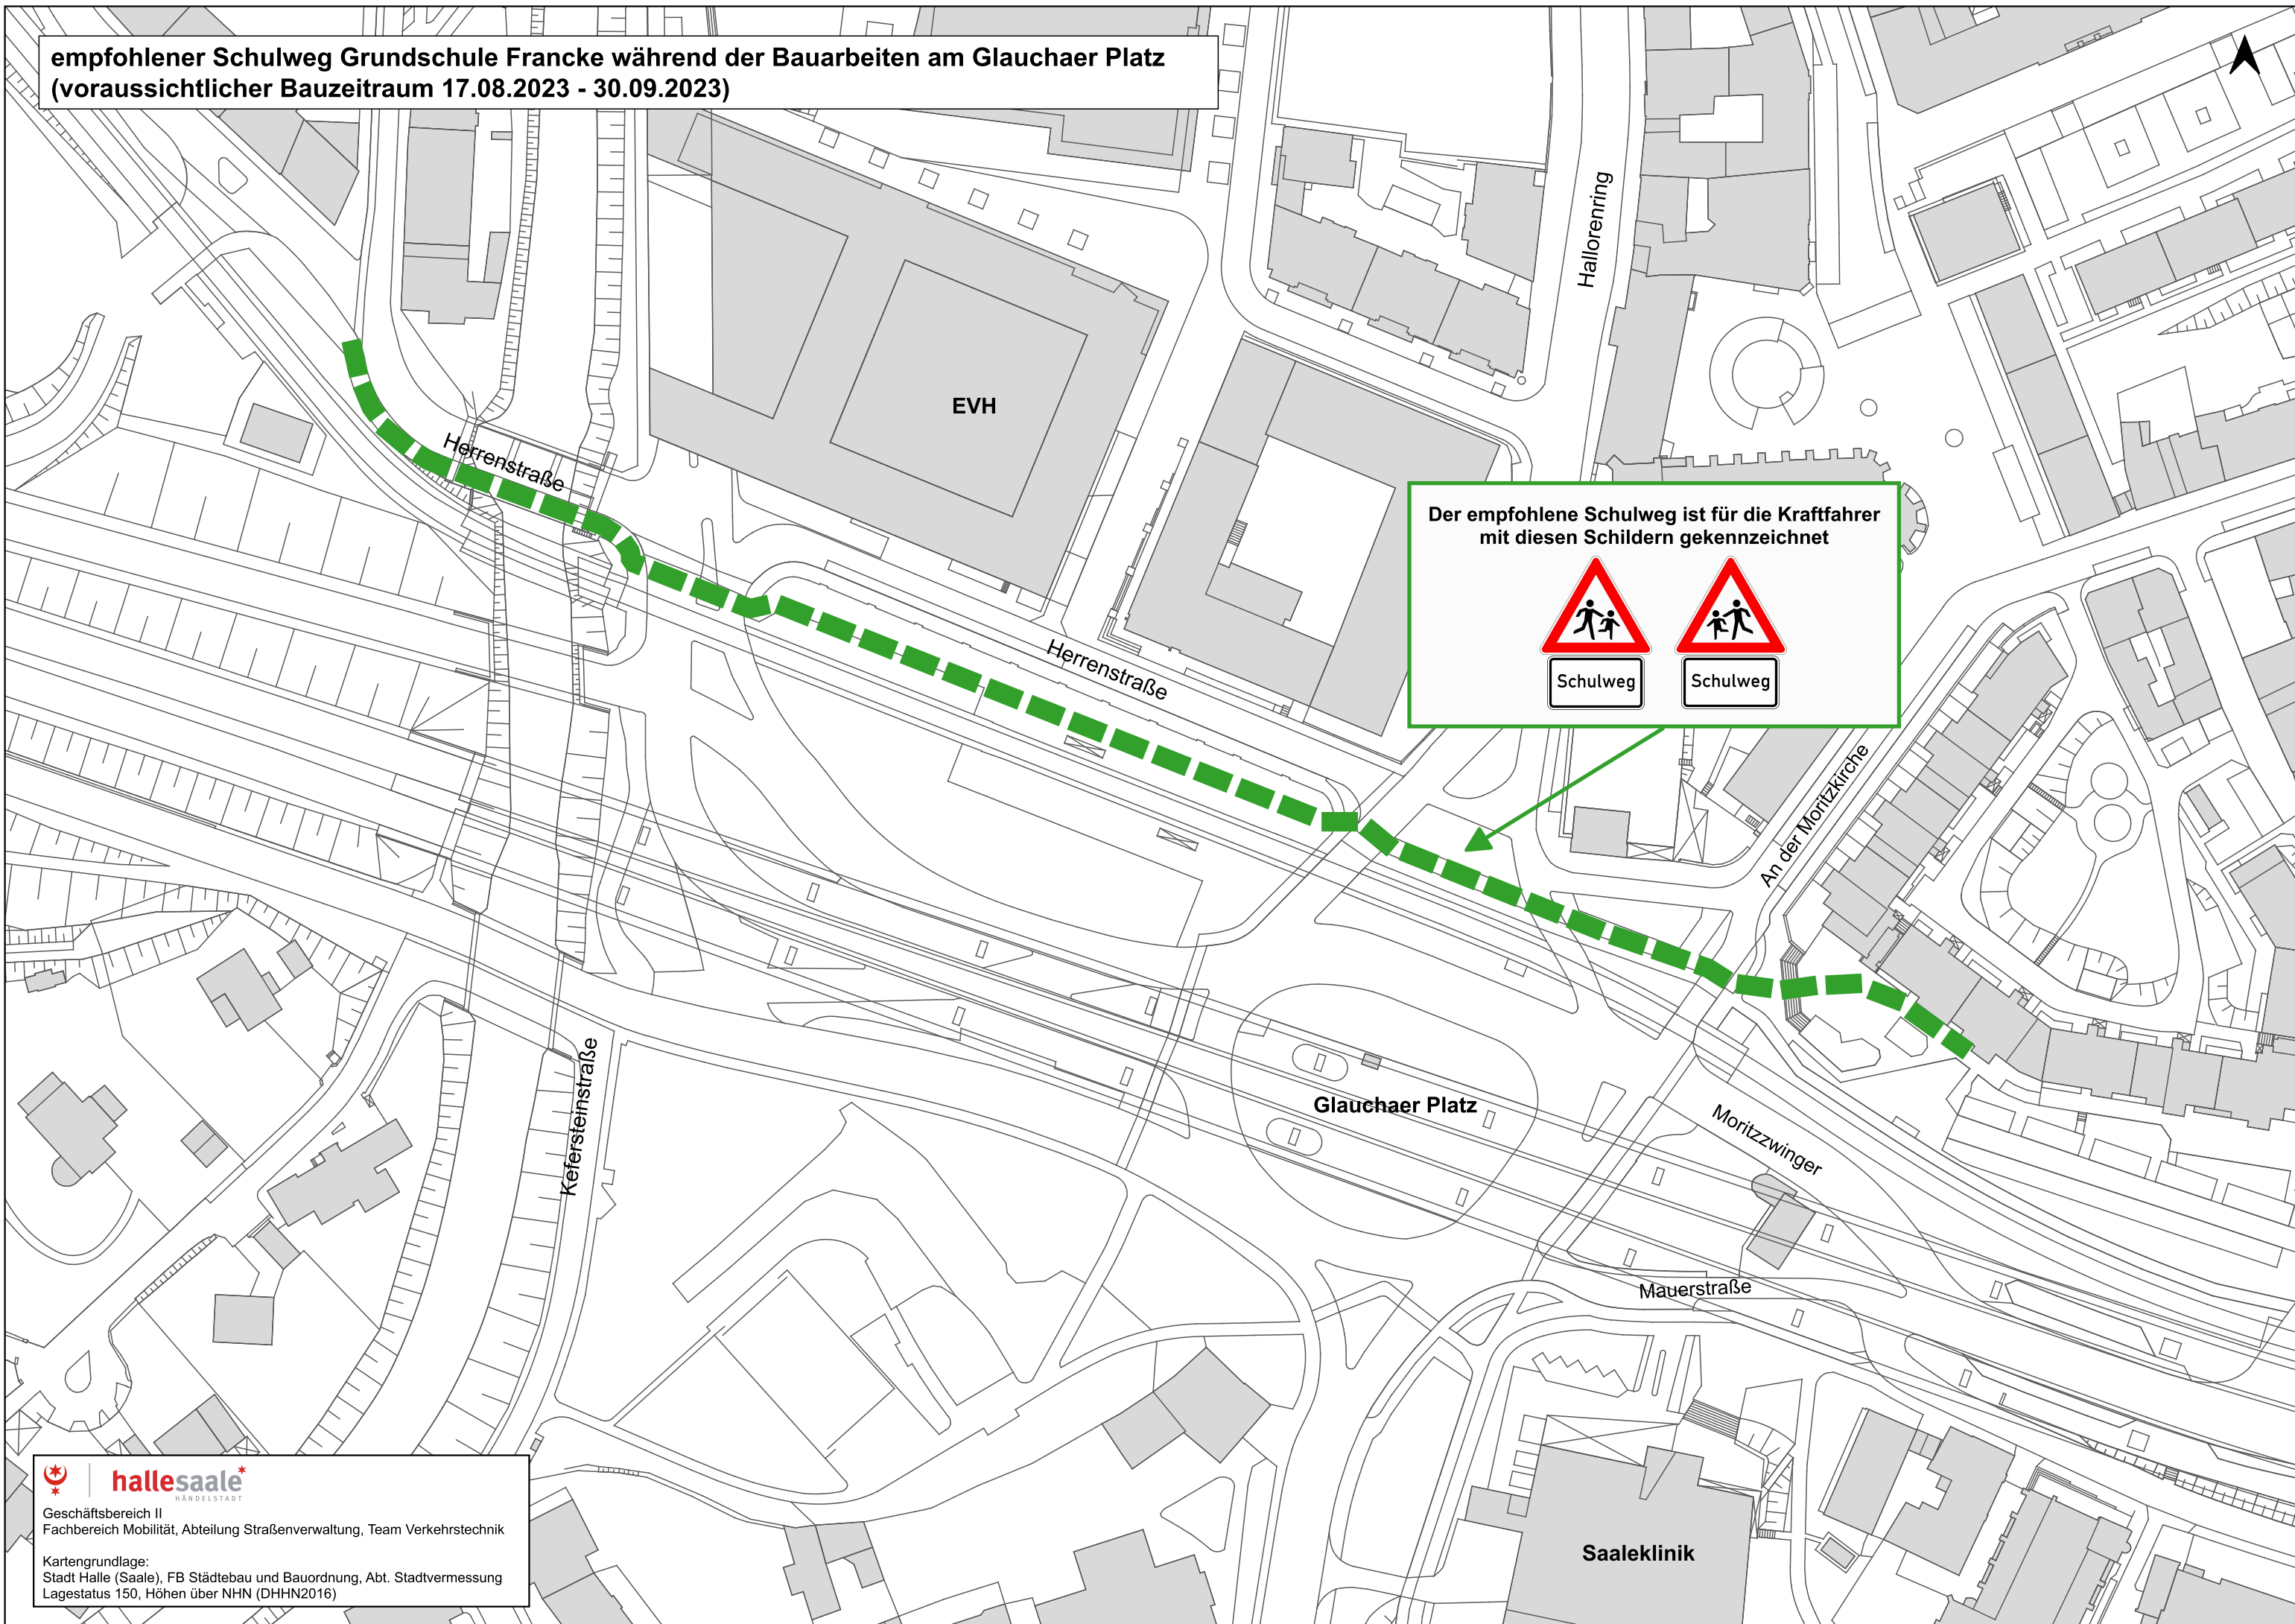 empfohlener Schulweg Grundschule Francke während der Bauarbeiten am Glauchaer Platz
(voraussichtlicher Bauzeitraum 17.08.2023 - 30.09.2023)
Hallorenring
EVH
Herrenstraße
Der empfohlene Schulweg ist für die Kraftfahrer
mit diesen Schildern gekennzeichnet
Schulweg
Schulweg
Herrenstraße
An der Moritzkirche
Keferssteinstraße
Glauchaer Platz
Moritzzwinger
Mauerstraße
Saaleklinik
hallesaale*
HÄNDELSTADT
Geschäftsbereich II
Fachbereich Mobilität, Abteilung Straßenverwaltung, Team Verkehrstechnik
Kartengrundlage:
Stadt Halle (Saale), FB Städtebau und Bauordnung, Abt. Stadtvermessung
Lagestatus 150, Höhen über NHN (DHHN2016)